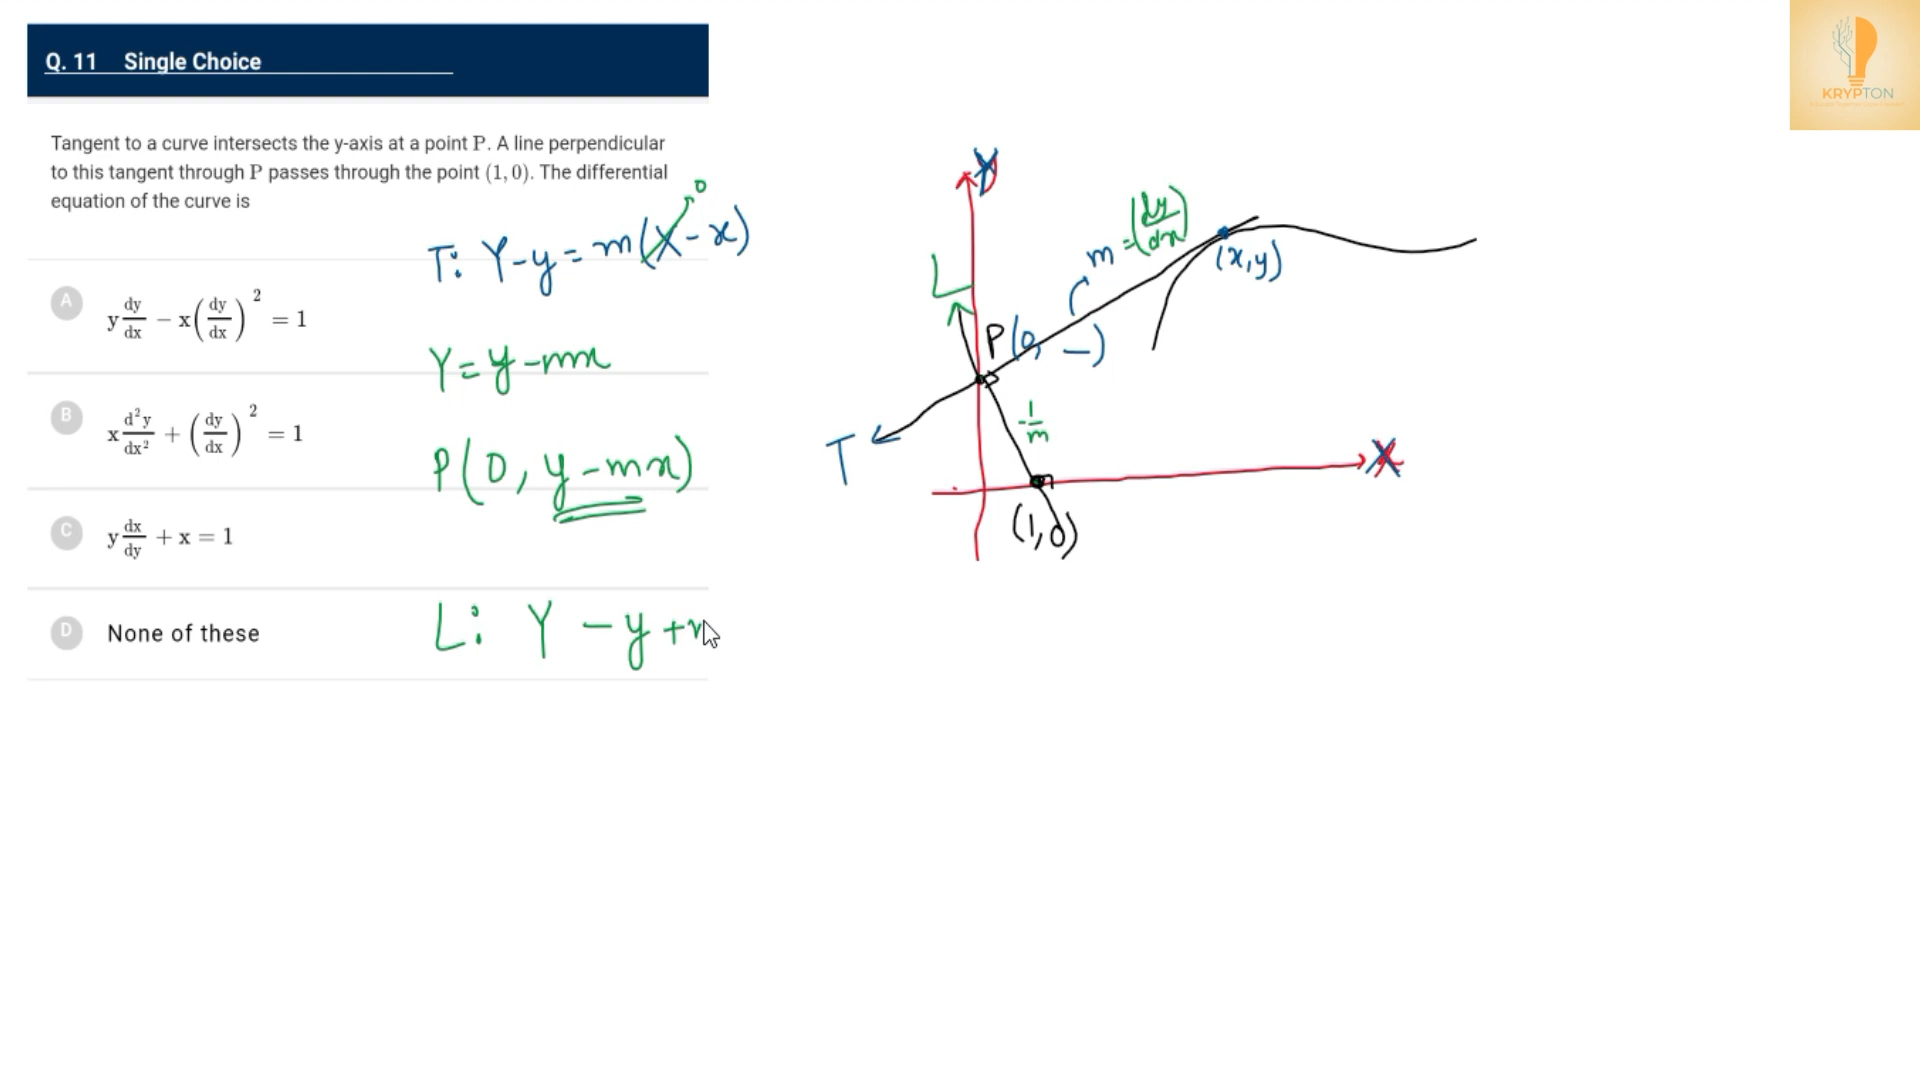 Q. 11 Single Choice
Tangent to a curve intersects the y-axis at a point P. A line perpendicular
to this tangent through P passes through the point (1, 0). The differential
equation of the curve is
A y dy/dx − x(dy/dx)² = 1
B x d²y/dx² + (dy/dx)² = 1
C y dx/dy + x = 1
D None of these
T: Y-y = m(X-x)
0
Y = y-mx
P(0, y-mx)
L: Y - y +
Y
L
m = (dy/dx)
(x,y)
P(0, —)
-1/m
T
X
(1,0)
KRYPTON